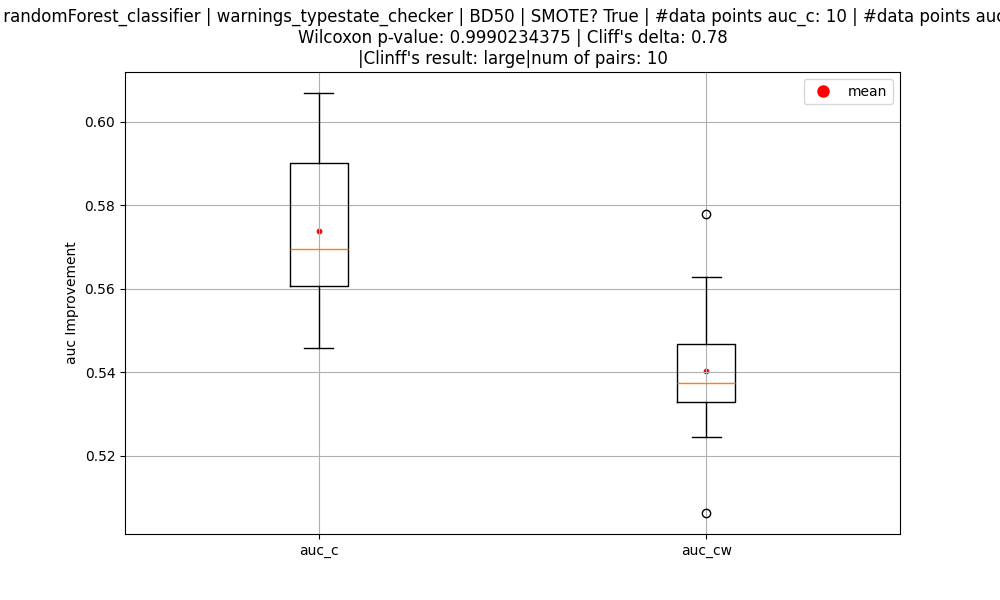 randomForest_classifier | warnings_typestate_checker | BD50 | SMOTE? True | #data points auc_c: 10 | #data points auc
Wilcoxon p-value: 0.9990234375 | Cliff's delta: 0.78
|Clinff's result: large|num of pairs: 10
mean
0.60
0.58
0.56
0.54
0.52
auc Improvement
auc_c
auc_cw